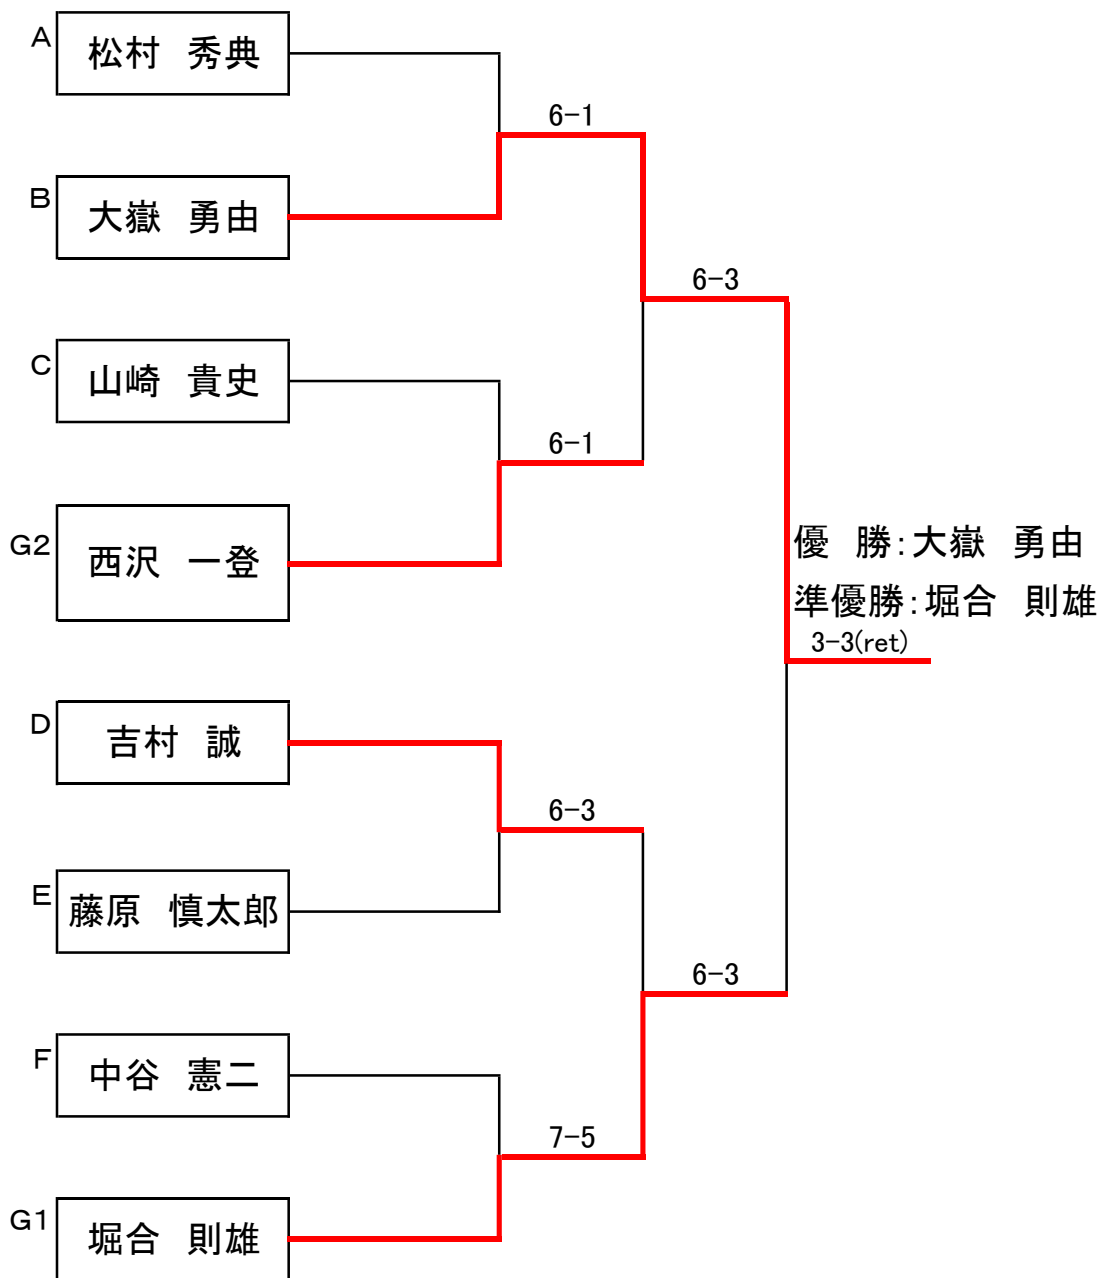 A
松村　秀典
6-1
B
大嶽　勇由
6-3
C
山崎　貴史
6-1
G2
西沢　一登
優　勝：大嶽　勇由
準優勝：堀合　則雄
3-3(ret)
D
吉村　誠
6-3
E
藤原　慎太郎
6-3
F
中谷　憲二
7-5
G1
堀合　則雄